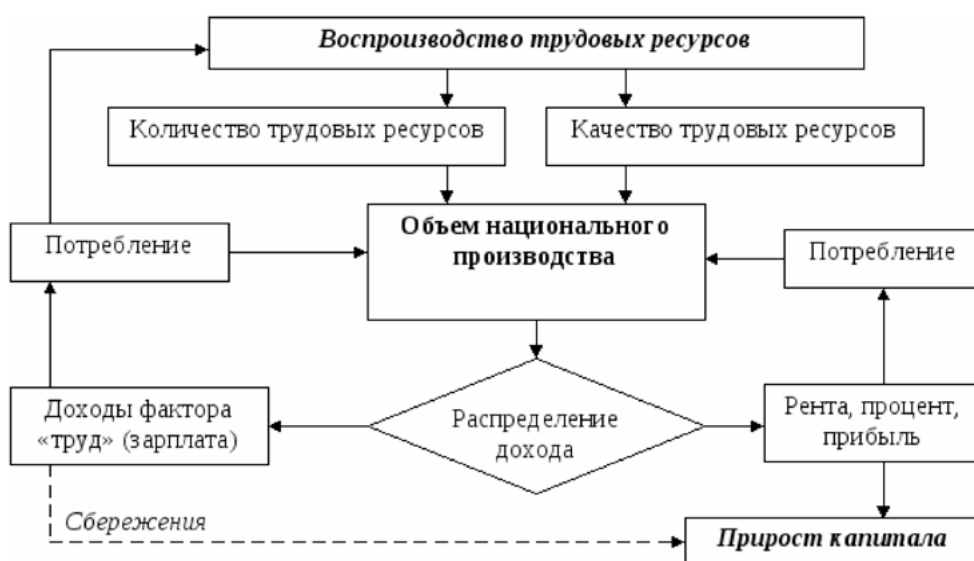 Воспроизводство трудовых ресурсов
Количество трудовых ресурсов
Качество трудовых ресурсов
Объем национального
производства
Потребление
Потребление
Доходы фактора
«труд» (зарплата)
Распределение
дохода
Рента, процент,
прибыль
Сбережения
Прирост капитала